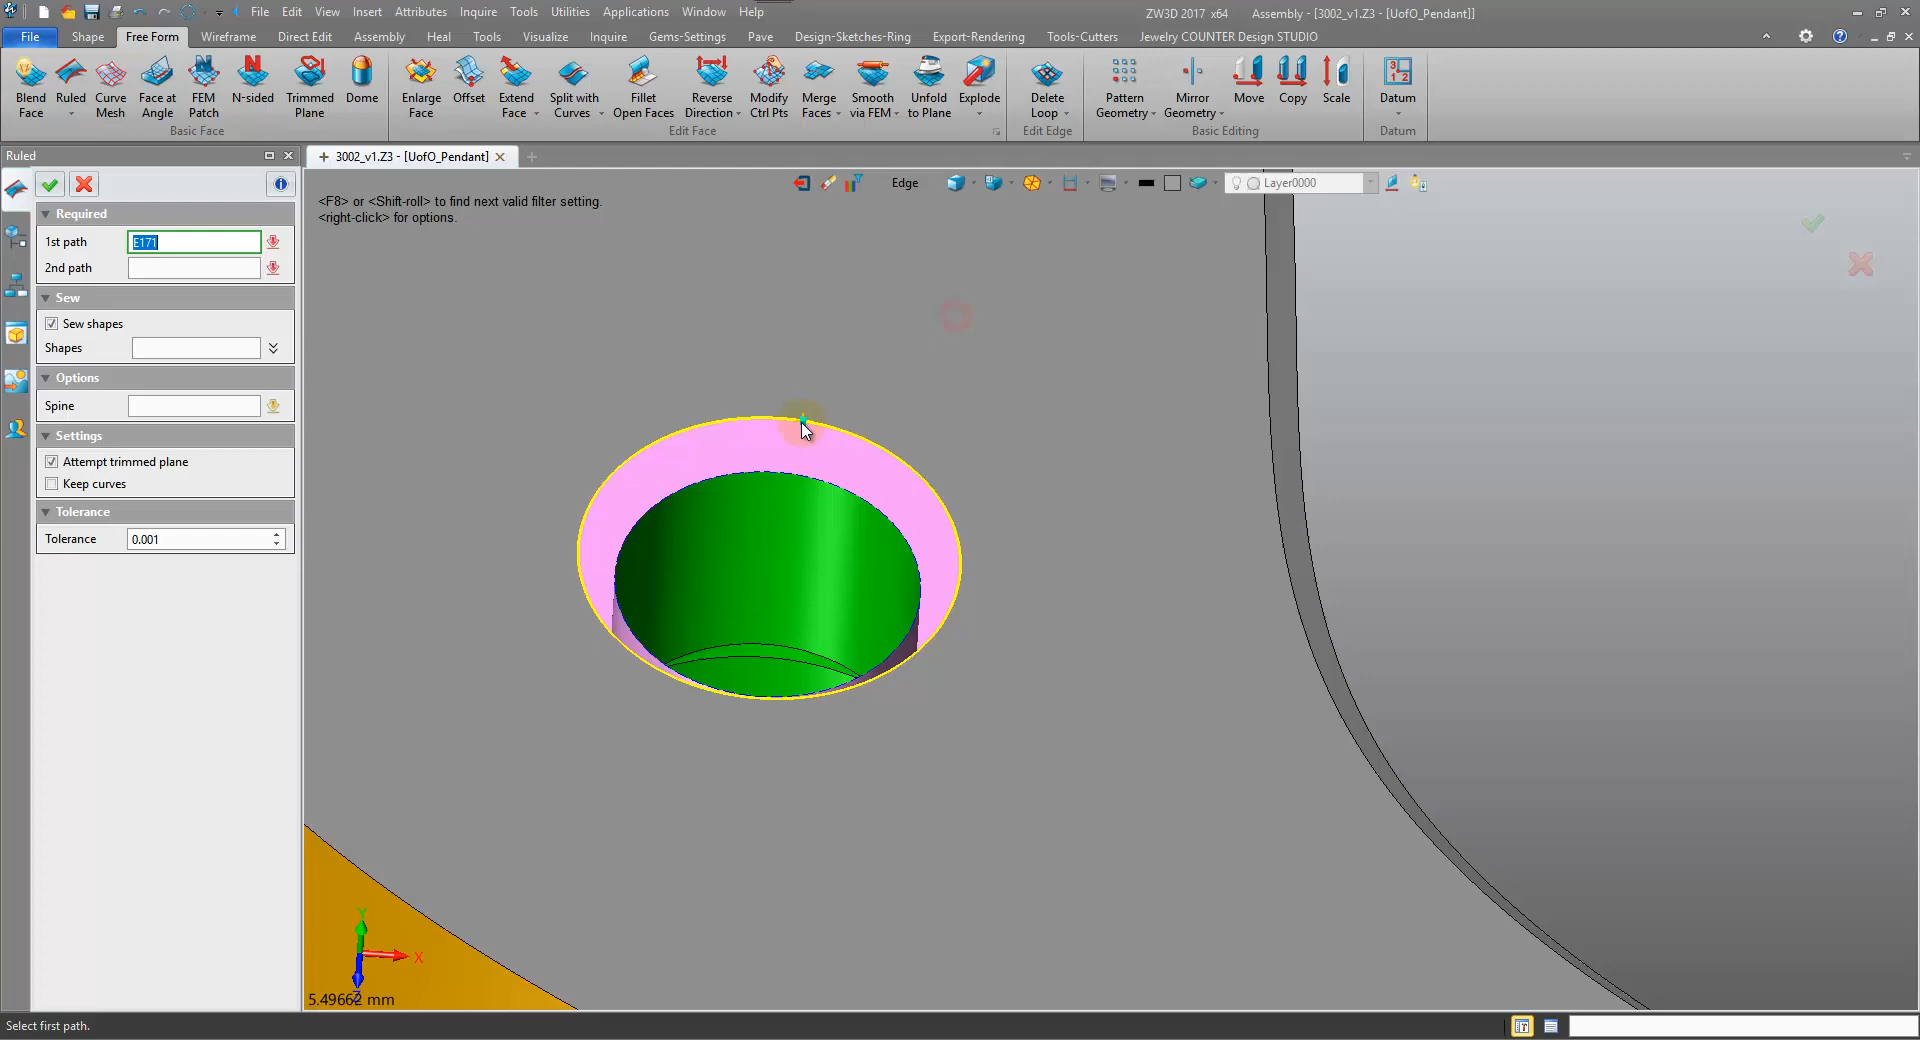 File Edit View Insert Attributes Inquire Tools Utilities Applications Window Help
ZW3D 2017 x64 Assembly - [3002_v1.Z3 - [UofO_Pendant]]
File Shape Free Form Wireframe Direct Edit Assembly Heal Tools Visualize Inquire Gems-Settings Pave Design-Sketches-Ring Export-Rendering Tools-Cutters Jewelry COUNTER Design STUDIO
Blend Face
Ruled
Curve Mesh
Face at Angle
FEM Patch
N-sided
Trimmed Plane
Dome
Enlarge Face
Offset
Extend Face
Split with Curves
Fillet Open Faces
Reverse Direction
Modify Ctrl Pts
Merge Faces
Smooth via FEM
Unfold to Plane
Explode
Delete Loop
Pattern Geometry
Mirror Geometry
Move
Copy
Scale
Datum
Basic Face
Edit Face
Edit Edge
Basic Editing
Datum
Ruled
3002_v1.Z3 - [UofO_Pendant]
Required
1st path E171
2nd path
Sew
Sew shapes
Shapes
Options
Spine
Settings
Attempt trimmed plane
Keep curves
Tolerance
Tolerance 0.001
Edge
Layer0000
<F8> or <Shift-roll> to find next valid filter setting.
<right-click> for options.
Y
X
Z
5.49662 mm
Select first path.